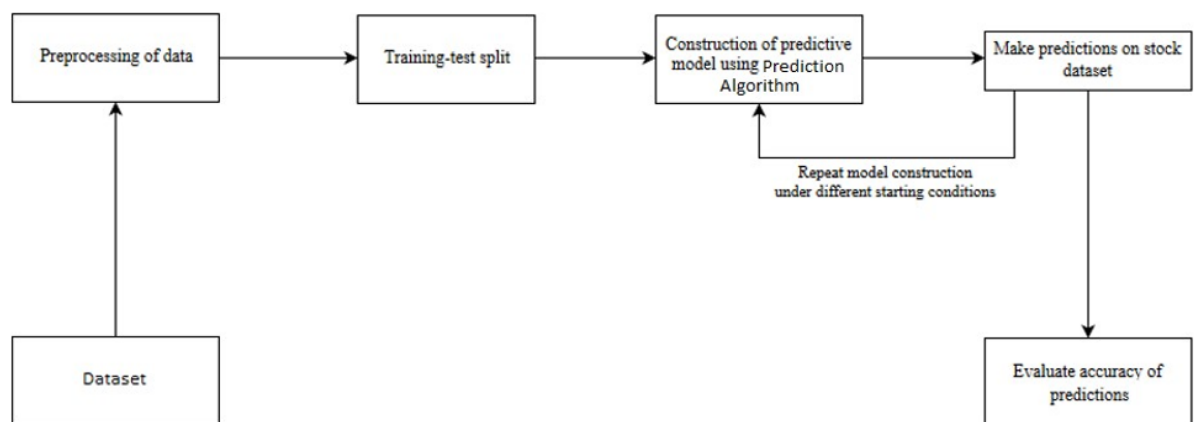 Preprocessing of data
Training-test split
Construction of predictive
model using Prediction
Algorithm
Make predictions on stock
dataset
Repeat model construction
under different starting conditions
Dataset
Evaluate accuracy of
predictions